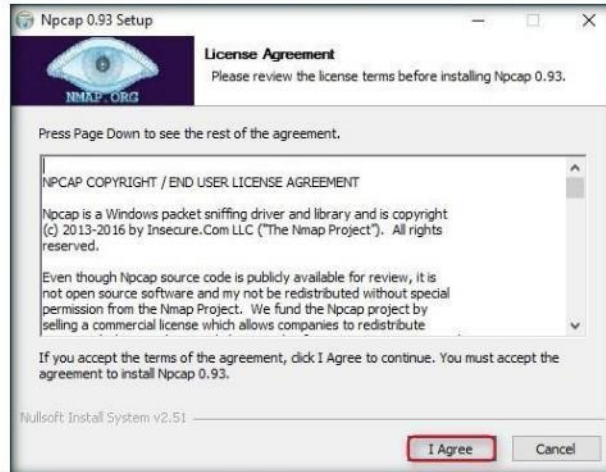 Npcap 0.93 Setup
NMAP.ORG
License Agreement
Please review the license terms before installing Npcap 0.93.
Press Page Down to see the rest of the agreement.
NPCAP COPYRIGHT / END USER LICENSE AGREEMENT
Npcap is a Windows packet sniffing driver and library and is copyright
(c) 2013-2016 by Insecure.Com LLC ("The Nmap Project"). All rights
reserved.
Even though Npcap source code is publicly available for review, it is
not open source software and my not be redistributed without special
permission from the Nmap Project. We fund the Npcap project by
selling a commercial license which allows companies to redistribute
If you accept the terms of the agreement, click I Agree to continue. You must accept the
agreement to install Npcap 0.93.
Nullsoft Install System v2.51
I Agree
Cancel